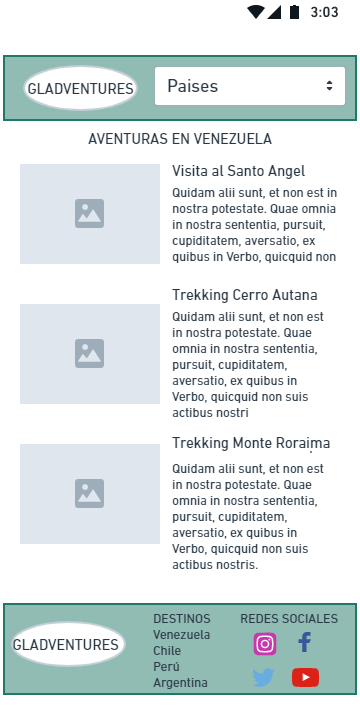 3:03
GLADVENTURES
Paises
AVENTURAS EN VENEZUELA
Visita al Santo Angel
Quidam alii sunt, et non est in
nostra potestate. Quae omnia
in nostra sententia, pursuit,
cupiditatem, aversatio, ex
quibus in Verbo, quicquid non
Trekking Cerro Autana
Quidam alii sunt, et non est
in nostra potestate. Quae
omnia in nostra sententia,
pursuit, cupiditatem,
aversatio, ex quibus in
Verbo, quicquid non suis
actibus nostri
Trekking Monte Roraima
Quidam alii sunt, et non est
in nostra potestate. Quae
omnia in nostra sententia,
pursuit, cupiditatem,
aversatio, ex quibus in
Verbo, quicquid non suis
actibus nostris.
GLADVENTURES
DESTINOS
Venezuela
Chile
Perú
Argentina
REDES SOCIALES